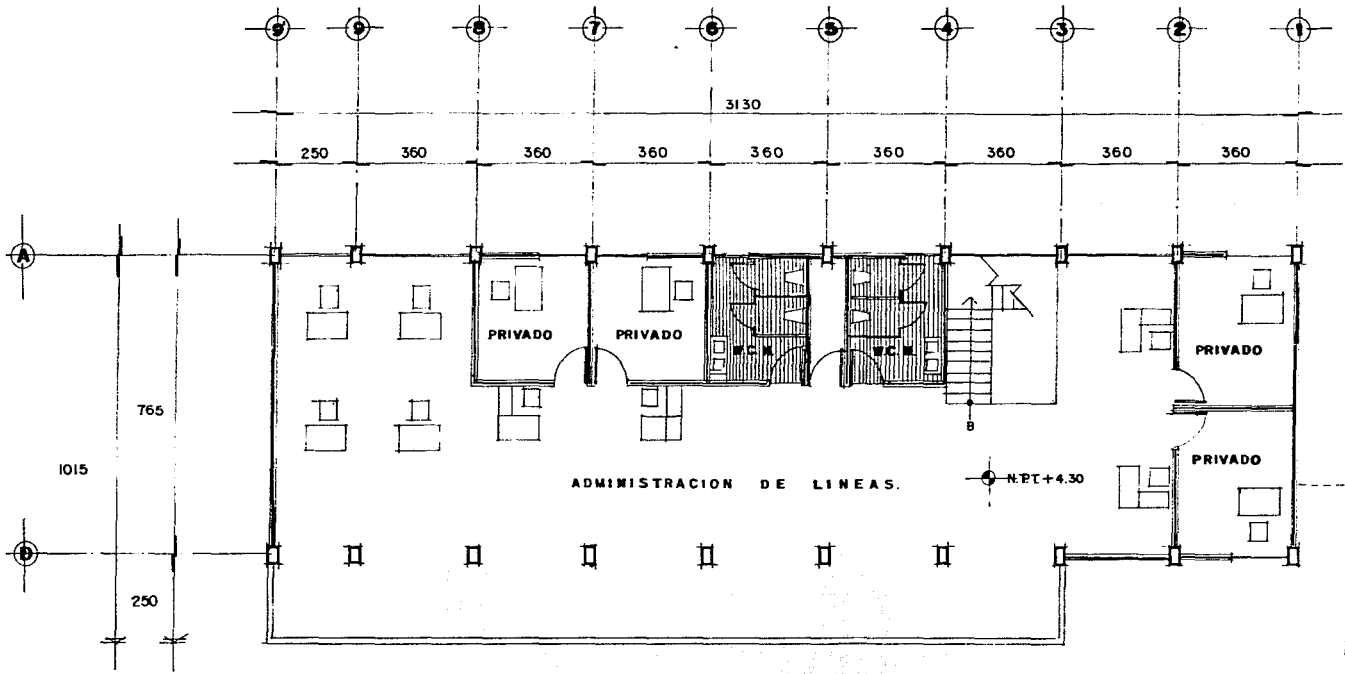 9' 9 8 7 6 5 4 3 2 1
3130
250 360 360 360 360 360 360 360 360
A
PRIVADO PRIVADO W.C.M. W.C.M. PRIVADO
765
B
1015
PRIVADO
ADMINISTRACION DE LINEAS. N.P.T. +4.30
D
250